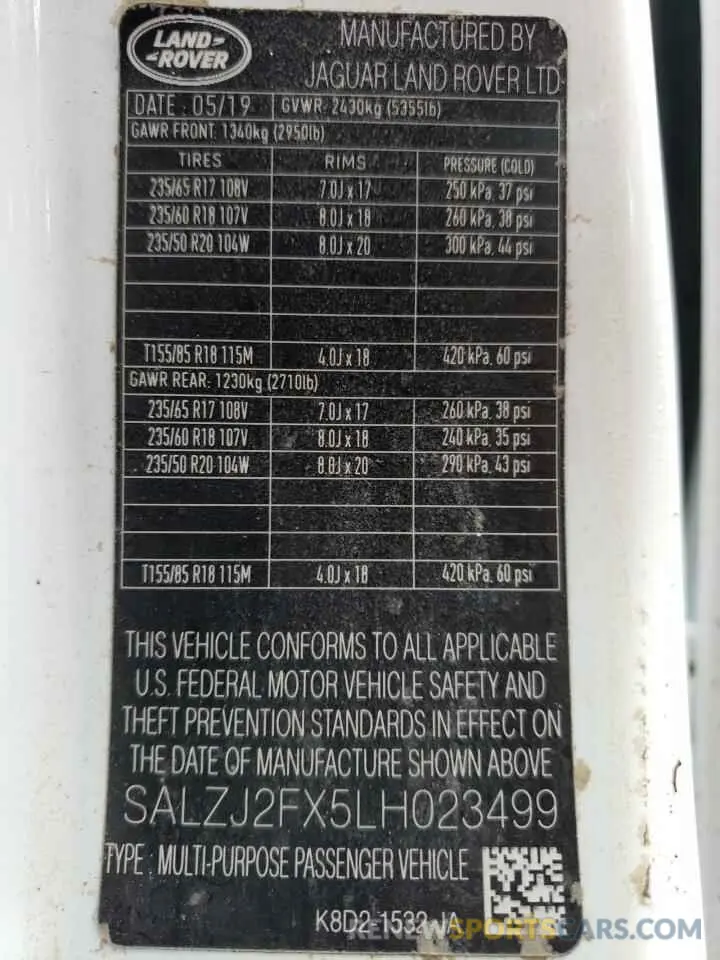 LAND-
-ROVER
MANUFACTURED BY
JAGUAR LAND ROVER LTD
DATE : 05/19 GVWR: 2430kg (5355lb)
GAWR FRONT: 1340kg (2950lb)
TIRES RIMS PRESSURE (COLD)
235/65 R17 108V 7.0J x 17 250 kPa, 37 psi
235/60 R18 107V 8.0J x 18 260 kPa, 38 psi
235/50 R20 104W 8.0J x 20 300 kPa, 44 psi
T155/85 R18 115M 4.0J x 18 420 kPa, 60 psi
GAWR REAR: 1230kg (2710lb)
235/65 R17 108V 7.0J x 17 260 kPa, 38 psi
235/60 R18 107V 8.0J x 18 240 kPa, 35 psi
235/50 R20 104W 8.0J x 20 290 kPa, 43 psi
T155/85 R18 115M 4.0J x 18 420 kPa, 60 psi
THIS VEHICLE CONFORMS TO ALL APPLICABLE
U.S. FEDERAL MOTOR VEHICLE SAFETY AND
THEFT PREVENTION STANDARDS IN EFFECT ON
THE DATE OF MANUFACTURE SHOWN ABOVE
SALZJ2FX5LH023499
TYPE : MULTI-PURPOSE PASSENGER VEHICLE
K8D2-1532-JA
RENEWSPORTSCARS.COM